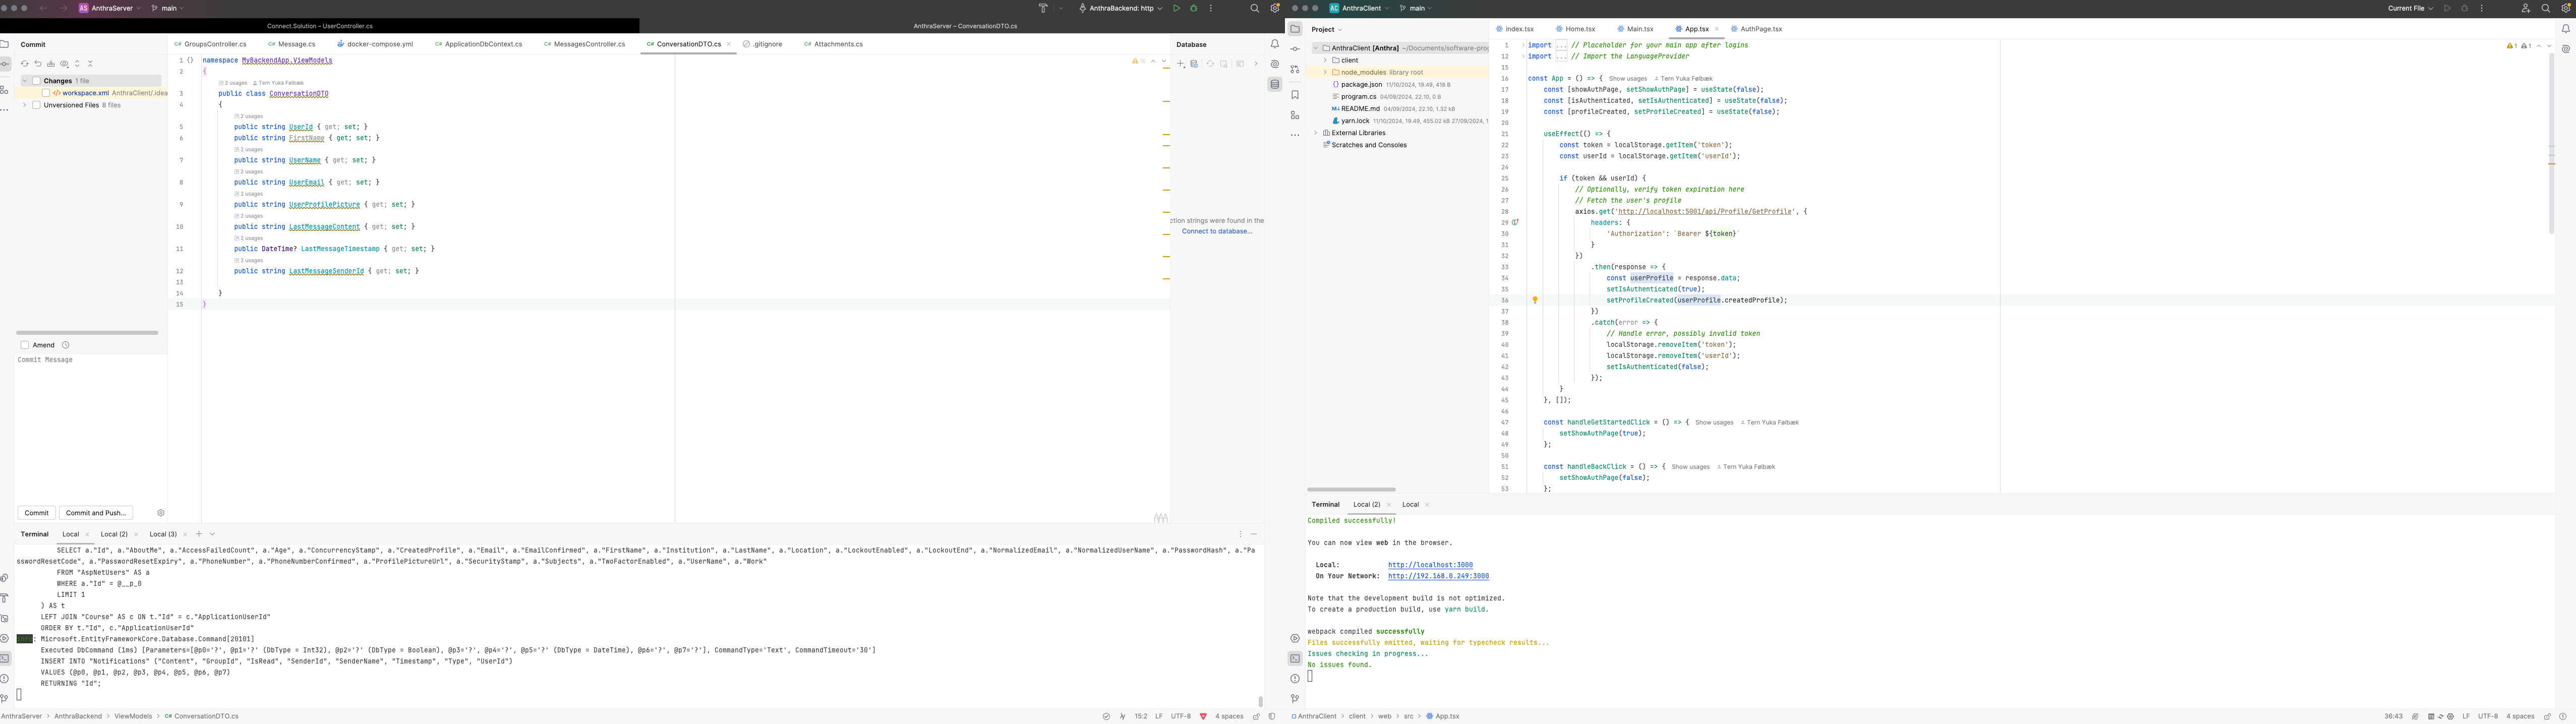 AS AnthraServer main
AnthraBackend: http
Connect.Solution – UserController.cs
AnthraServer – ConversationDTO.cs
Commit
Changes 1 file
workspace.xml AnthraClient/.idea
Unversioned Files 8 files
Amend
Commit Message
Commit
Commit and Push...
GroupsController.cs
Message.cs
docker-compose.yml
ApplicationDbContext.cs
MessagesController.cs
ConversationDTO.cs
.gitignore
Attachments.cs
1 namespace MyBackendApp.ViewModels
2 {
2 usages Tern Yuka Følbæk
3 public class ConversationDTO
4 {
2 usages
5 public string UserId { get; set; }
6 public string FirstName { get; set; }
2 usages
7 public string UserName { get; set; }
2 usages
8 public string UserEmail { get; set; }
2 usages
9 public string UserProfilePicture { get; set; }
2 usages
10 public string LastMessageContent { get; set; }
2 usages
11 public DateTime? LastMessageTimestamp { get; set; }
2 usages
12 public string LastMessageSenderId { get; set; }
13
14 }
15 }
Database
ction strings were found in the
Connect to database...
Terminal Local Local (2) Local (3)
SELECT a."Id", a."AboutMe", a."AccessFailedCount", a."Age", a."ConcurrencyStamp", a."CreatedProfile", a."Email", a."EmailConfirmed", a."FirstName", a."Institution", a."LastName", a."Location", a."LockoutEnabled", a."LockoutEnd", a."NormalizedEmail", a."NormalizedUserName", a."PasswordHash", a."Pa
sswordResetCode", a."PasswordResetExpiry", a."PhoneNumber", a."PhoneNumberConfirmed", a."ProfilePictureUrl", a."SecurityStamp", a."Subjects", a."TwoFactorEnabled", a."UserName", a."Work"
FROM "AspNetUsers" AS a
WHERE a."Id" = @__p_0
LIMIT 1
) AS t
LEFT JOIN "Course" AS c ON t."Id" = c."ApplicationUserId"
ORDER BY t."Id", c."ApplicationUserId"
info: Microsoft.EntityFrameworkCore.Database.Command[20101]
Executed DbCommand (1ms) [Parameters=[@p0='?', @p1='?' (DbType = Int32), @p2='?' (DbType = Boolean), @p3='?', @p4='?', @p5='?' (DbType = DateTime), @p6='?', @p7='?'], CommandType='Text', CommandTimeout='30']
INSERT INTO "Notifications" ("Content", "GroupId", "IsRead", "SenderId", "SenderName", "Timestamp", "Type", "UserId")
VALUES (@p0, @p1, @p2, @p3, @p4, @p5, @p6, @p7)
RETURNING "Id";
AnthraServer > AnthraBackend > ViewModels > C# ConversationDTO.cs
15:2 LF UTF-8 4 spaces
AC AnthraClient main
Current File
Project
AnthraClient [Anthra] ~/Documents/software-prog
client
node_modules library root
package.json 11/10/2024, 19.49, 418 B
program.cs 04/09/2024, 22.10, 0 B
README.md 04/09/2024, 22.10, 1.32 kB
yarn.lock 11/10/2024, 19.49, 455.02 kB 27/09/2024, 1
External Libraries
Scratches and Consoles
index.tsx
Home.tsx
Main.tsx
App.tsx
AuthPage.tsx
1 import ... // Placeholder for your main app after logins
12 import ... // Import the LanguageProvider
15
16 const App = () => { Show usages Tern Yuka Følbæk
17 const [showAuthPage, setShowAuthPage] = useState(false);
18 const [isAuthenticated, setIsAuthenticated] = useState(false);
19 const [profileCreated, setProfileCreated] = useState(false);
20
21 useEffect(() => {
22 const token = localStorage.getItem('token');
23 const userId = localStorage.getItem('userId');
24
25 if (token && userId) {
26 // Optionally, verify token expiration here
27 // Fetch the user's profile
28 axios.get('http://localhost:5001/api/Profile/GetProfile', {
29 headers: {
30 'Authorization': `Bearer ${token}`
31 }
32 })
33 .then(response => {
34 const userProfile = response.data;
35 setIsAuthenticated(true);
36 setProfileCreated(userProfile.createdProfile);
37 })
38 .catch(error => {
39 // Handle error, possibly invalid token
40 localStorage.removeItem('token');
41 localStorage.removeItem('userId');
42 setIsAuthenticated(false);
43 });
44 }
45 }, []);
46
47 const handleGetStartedClick = () => { Show usages Tern Yuka Følbæk
48 setShowAuthPage(true);
49 };
50
51 const handleBackClick = () => { Show usages Tern Yuka Følbæk
52 setShowAuthPage(false);
53 };
Terminal Local (2) Local
Compiled successfully!
You can now view web in the browser.
Local: http://localhost:3000
On Your Network: http://192.168.0.249:3000
Note that the development build is not optimized.
To create a production build, use yarn build.
webpack compiled successfully
Files successfully emitted, waiting for typecheck results...
Issues checking in progress...
No issues found.
AnthraClient > client > web > src > App.tsx
36:43 LF UTF-8 4 spaces